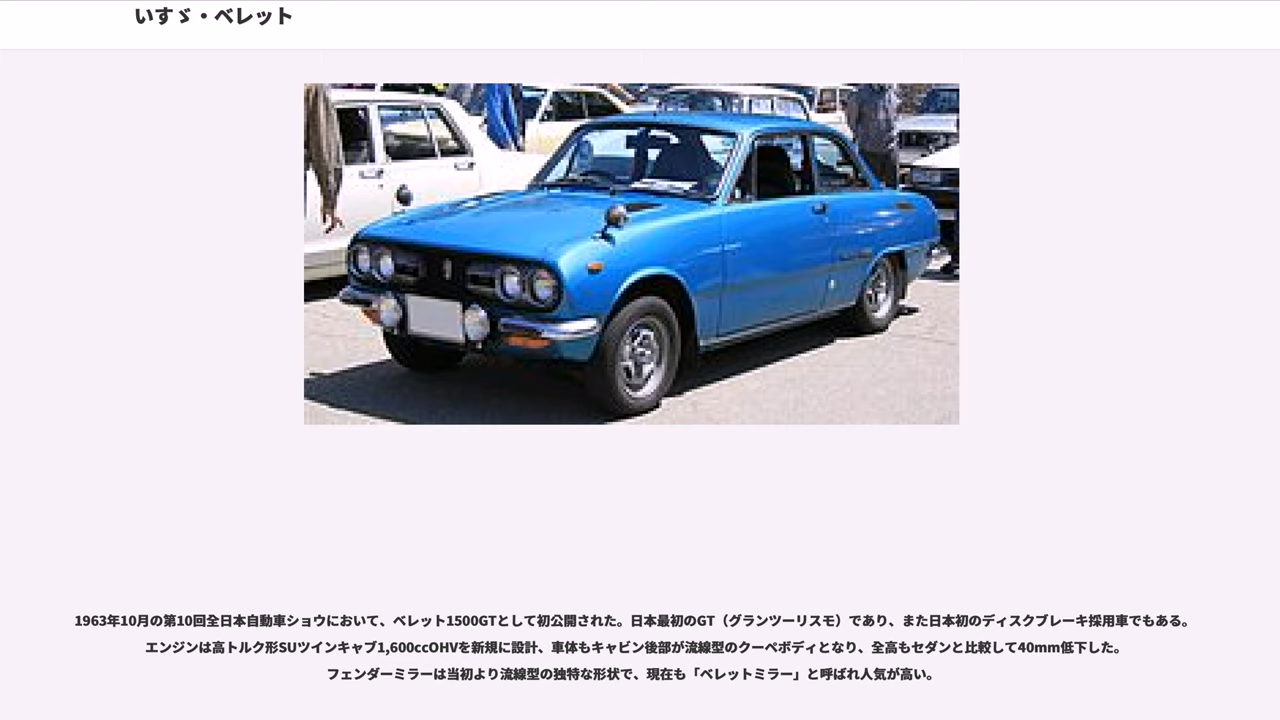 いすゞ・ベレット
1963年10月の第10回全日本自動車ショウにおいて、ベレット1500GTとして初公開された。日本最初のGT（グランツーリスモ）であり、また日本初のディスクブレーキ採用車でもある。
エンジンは高トルク形SUツインキャブ1,600ccOHVを新規に設計、車体もキャビン後部が流線型のクーペボディとなり、全高もセダンと比較して40mm低下した。
フェンダーミラーは当初より流線型の独特な形状で、現在も「ベレットミラー」と呼ばれ人気が高い。